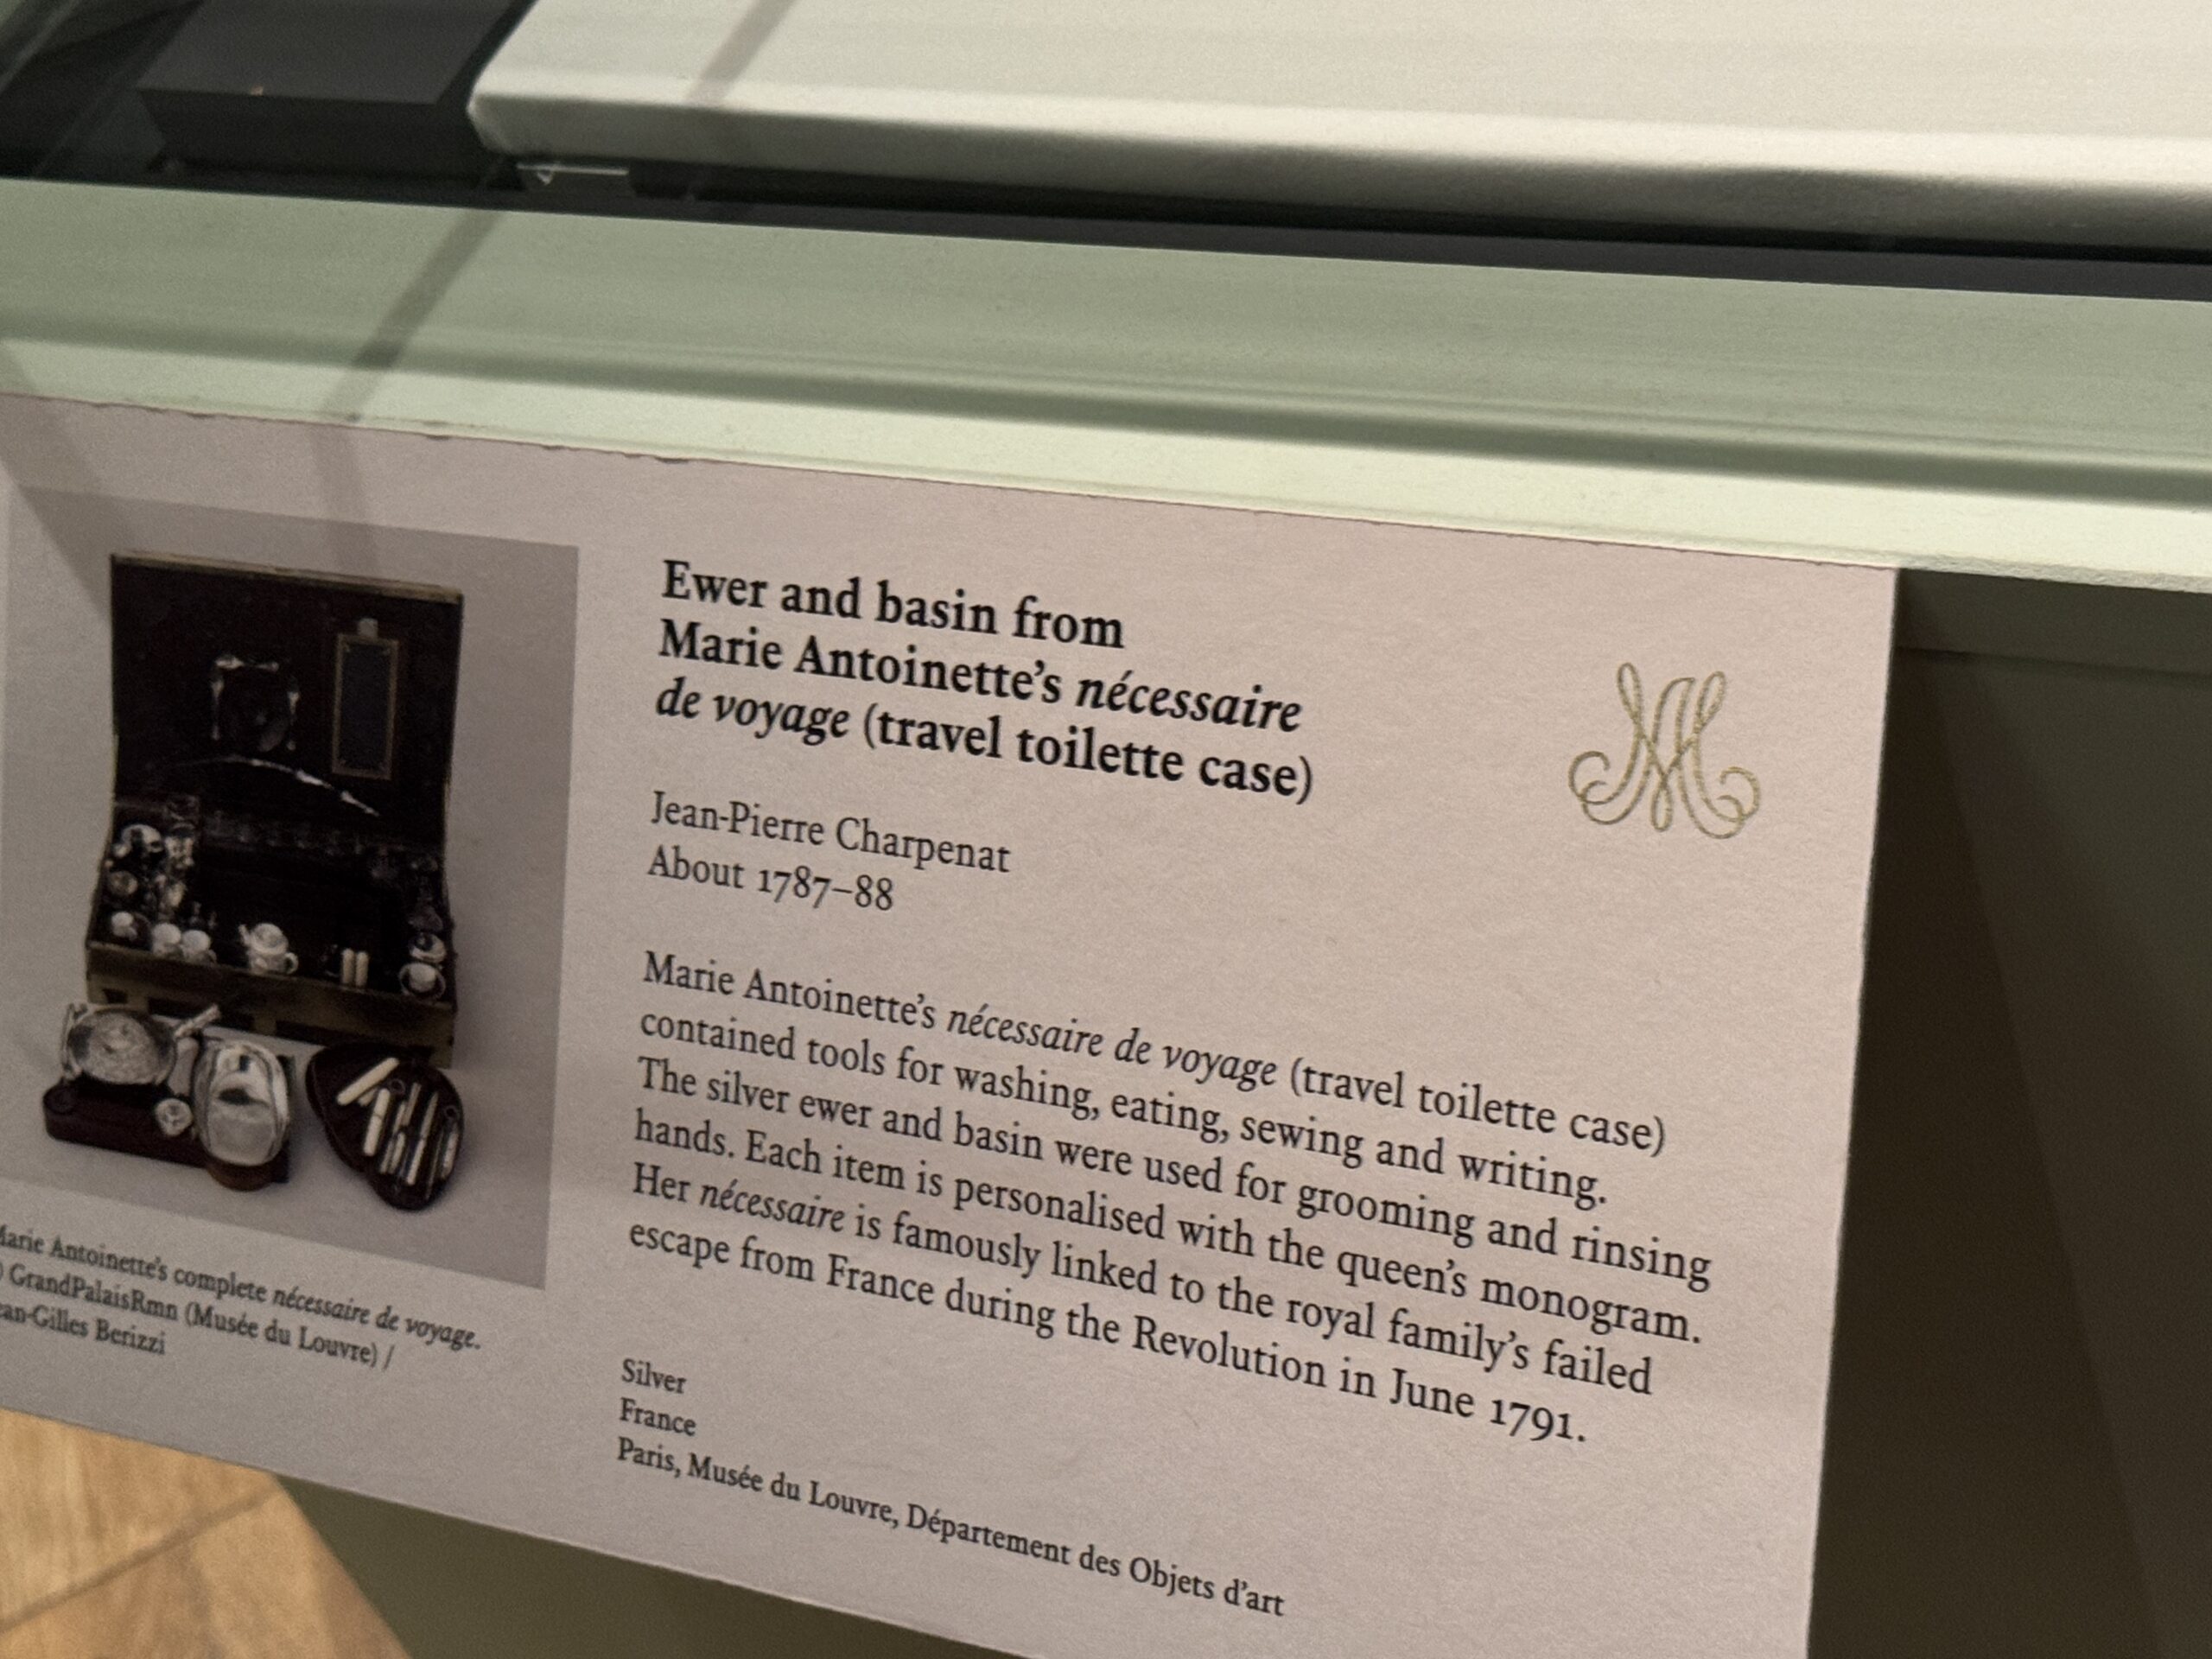 Ewer and basin from
Marie Antoinette's nécessaire
de voyage (travel toilette case)
Jean-Pierre Charpenat
About 1787–88
Marie Antoinette's nécessaire de voyage (travel toilette case)
contained tools for washing, eating, sewing and writing.
The silver ewer and basin were used for grooming and rinsing
hands. Each item is personalised with the queen's monogram.
Her nécessaire is famously linked to the royal family's failed
escape from France during the Revolution in June 1791.
Silver
France
Paris, Musée du Louvre, Département des Objets d'art
Marie Antoinette's complete nécessaire de voyage.
GrandPalaisRmn (Musée du Louvre) /
Jean-Gilles Berizzi